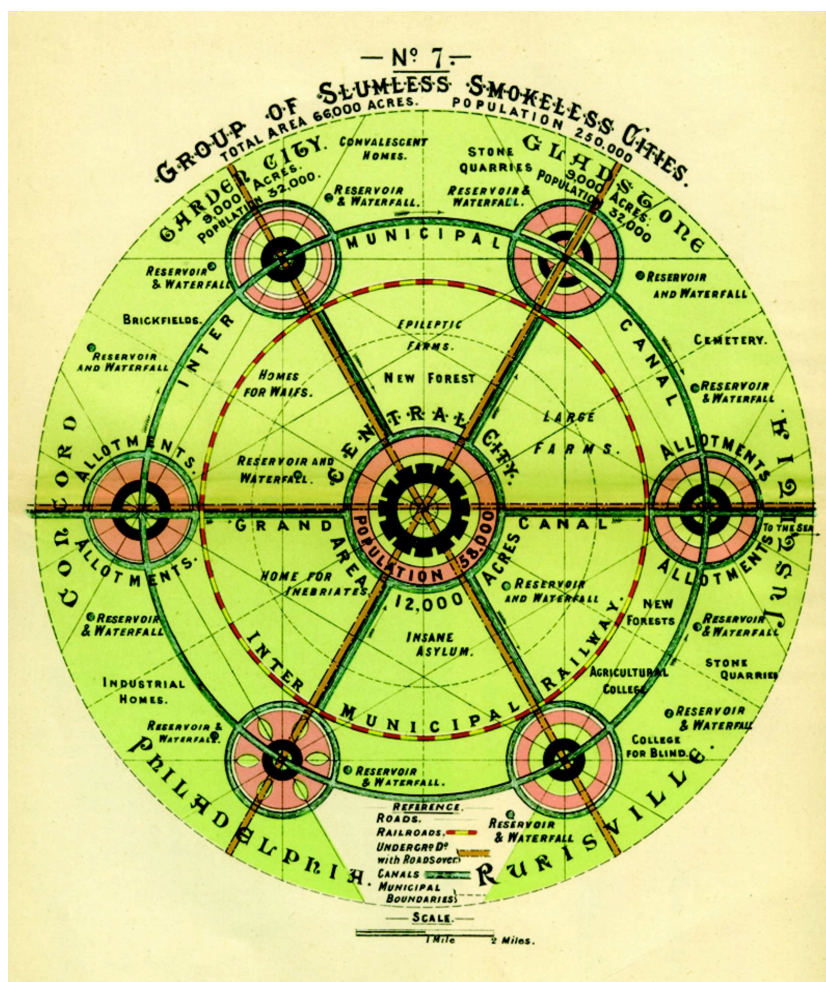 — No 7. —
GROUP OF SLUMLESS SMOKELESS CITIES.
TOTAL AREA 66,000 ACRES. POPULATION 250,000
GARDEN CITY.
9,000 ACRES.
POPULATION 32,000.
CONVALESCENT
HOMES.
STONE
QUARRIES
GLADSTONE
9,000 ACRES.
POPULATION
32,000
RESERVOIR
& WATERFALL.
RESERVOIR &
WATERFALL.
INTER MUNICIPAL CANAL
RESERVOIR
& WATERFALL
RESERVOIR
AND WATERFALL
BRICKFIELDS.
CEMETERY.
RESERVOIR
AND WATERFALL
EPILEPTIC
FARMS.
NEW FOREST
HOMES
FOR WAIFS.
RESERVOIR
& WATERFALL
LARGE
FARMS.
CONCORD
ALLOTMENTS.
CENTRAL CITY.
ALLOTMENTS
JUSTITIA
RESERVOIR AND
WATERFALL.
GRAND CANAL
TO THE SEA
POPULATION 58,000
AREA 12,000 ACRES
ALLOTMENTS.
ALLOTMENTS
HOME FOR
INEBRIATES.
RESERVOIR
AND WATERFALL
RESERVOIR
& WATERFALL
NEW
FORESTS
RESERVOIR
& WATERFALL
INSANE
ASYLUM.
INTER MUNICIPAL RAILWAY.
STONE
QUARRIES
AGRICULTURAL
COLLEGE
INDUSTRIAL
HOMES.
RESERVOIR
& WATERFALL
RESERVOIR &
WATERFALL.
COLLEGE
FOR BLIND.
RESERVOIR
& WATERFALL.
PHILADELPHIA.
RURISVILLE.
RESERVOIR
& WATERFALL
REFERENCE.
ROADS.
RAILROADS.
UNDERGRD Do
with ROADS over
CANALS
MUNICIPAL
BOUNDARIES
— SCALE. —
1 Mile 2 Miles.